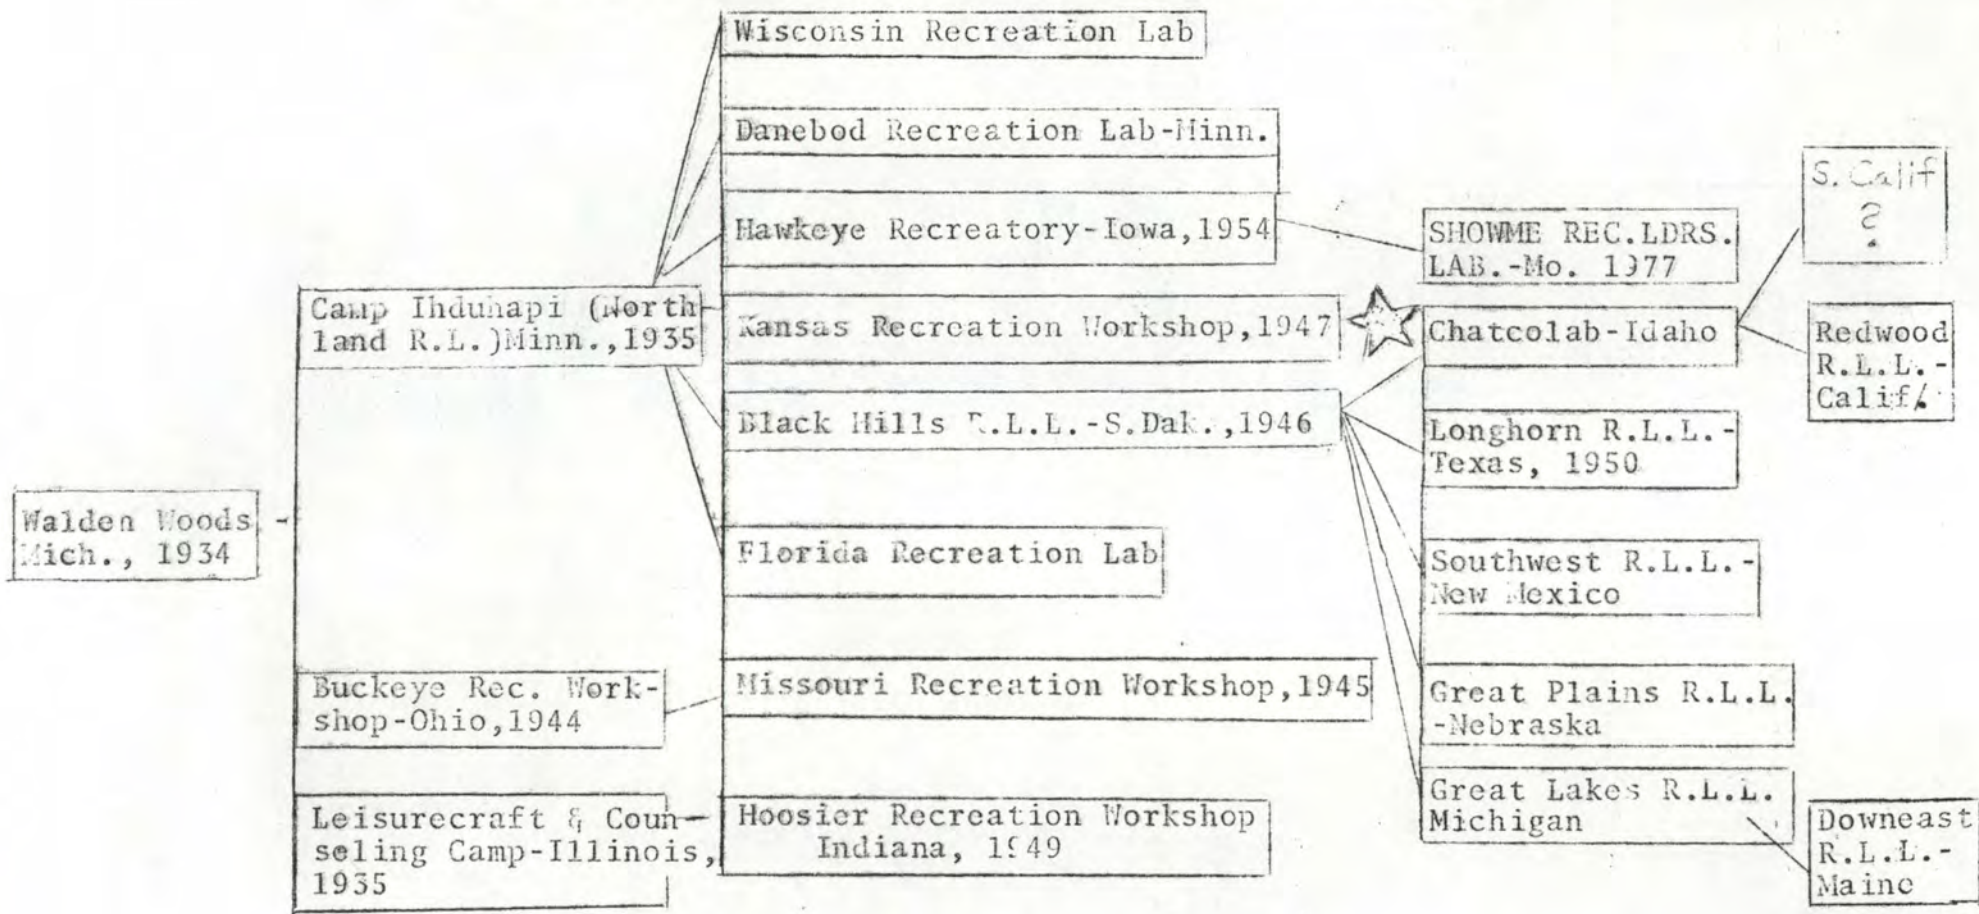 Walden Woods
Mich., 1934
Camp Ihduhapi (North
land R.L.)Minn.,1935
Buckeye Rec. Work-
shop-Ohio,1944
Leisurecraft & Coun-
seling Camp-Illinois,
1935
Wisconsin Recreation Lab
Danebod Recreation Lab-Minn.
Hawkeye Recreatory-Iowa,1954
Kansas Recreation Workshop,1947
Black Hills R.L.L.-S.Dak.,1946
Florida Recreation Lab
Missouri Recreation Workshop,1945
Hoosier Recreation Workshop
Indiana, 1949
SHOWME REC.LDRS.
LAB.-Mo. 1977
Chatcolab-Idaho
Longhorn R.L.L.-
Texas, 1950
Southwest R.L.L.-
New Mexico
Great Plains R.L.L.
-Nebraska
Great Lakes R.L.L.
Michigan
S. Calif
?
Redwood
R.L.L.-
Calif.
Downeast
R.L.L.-
Maine